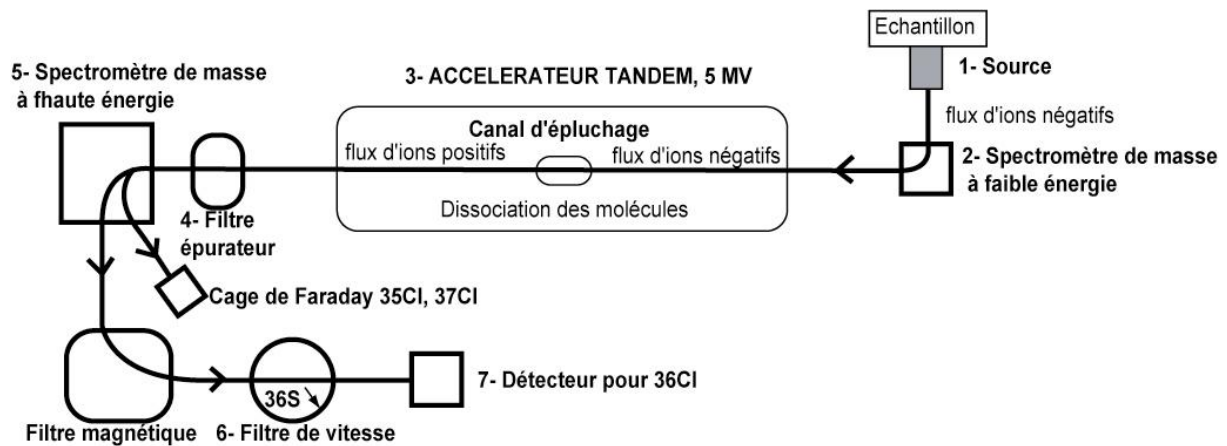 Echantillon
1- Source
flux d'ions négatifs
2- Spectromètre de masse
à faible énergie
3- ACCELERATEUR TANDEM, 5 MV
Canal d'épluchage
flux d'ions positifs
flux d'ions négatifs
Dissociation des molécules
5- Spectromètre de masse
à fhaute énergie
4- Filtre
épurateur
Cage de Faraday 35Cl, 37Cl
Filtre magnétique
36S
6- Filtre de vitesse
7- Détecteur pour 36Cl